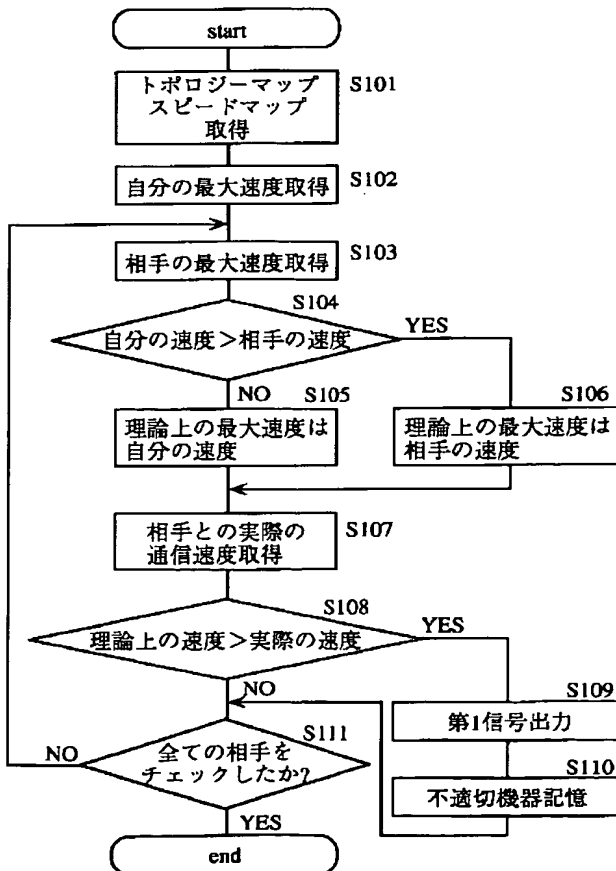 start
トポロジーマップ
スピードマップ
取得
S101
自分の最大速度取得
S102
相手の最大速度取得
S103
S104
自分の速度＞相手の速度
YES
NO
S105
理論上の最大速度は
自分の速度
S106
理論上の最大速度は
相手の速度
相手との実際の
通信速度取得
S107
S108
理論上の速度＞実際の速度
YES
NO
S109
第1信号出力
S110
不適切機器記憶
S111
全ての相手を
チェックしたか?
NO
YES
end